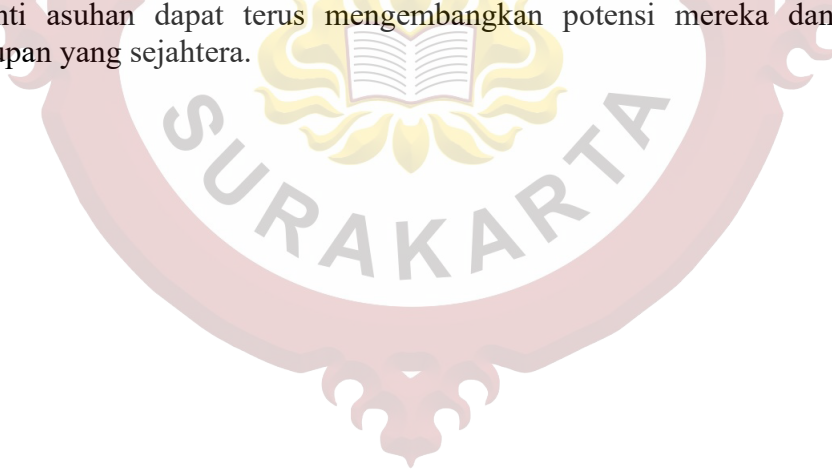 nti asuhan dapat terus mengembangkan potensi mereka dan
upan yang sejahtera.
SURAKARTA